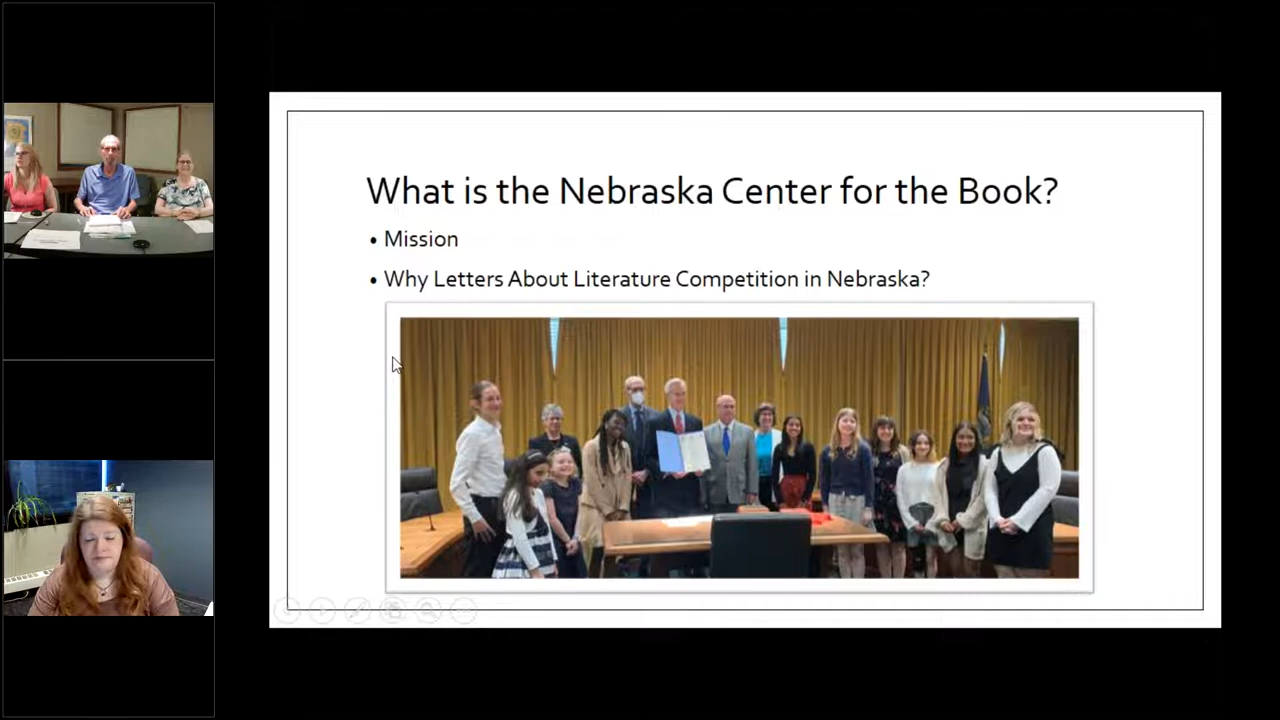 What is the Nebraska Center for the Book?
• Mission
• Why Letters About Literature Competition in Nebraska?